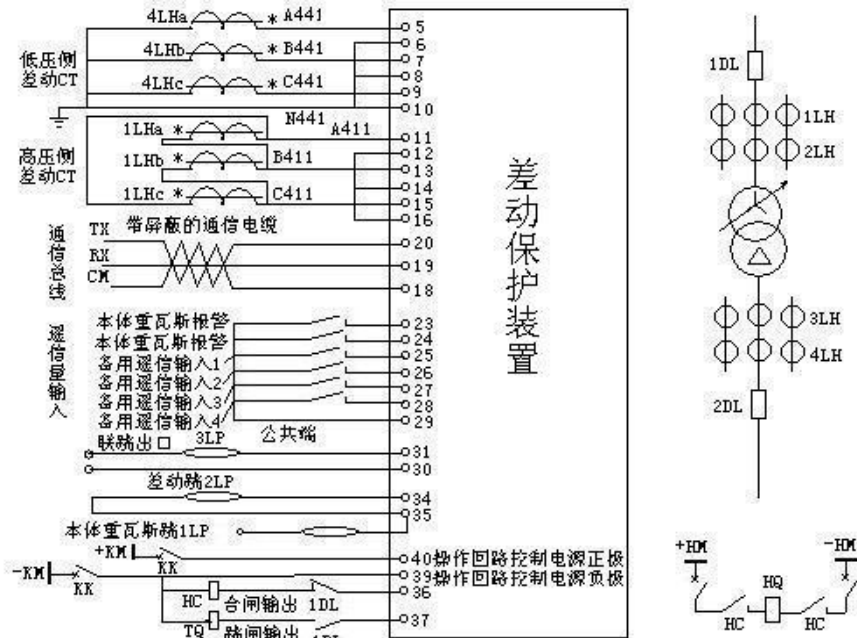 4LHa * A441 5
6
4LHb * B441 7
低压侧
差动CT
8
4LHc * C441 9
10
N441
1LHa * A411 11
12
高压侧
差动CT
1LHb * B411 13
14
1LHc * C411 15
16
通信总线
带屏蔽的通信电缆
TX 20
RX 19
CM 18
遥信量输入
本体重瓦斯报警 23
本体重瓦斯报警 24
备用遥信输入1 25
备用遥信输入2 26
27
备用遥信输入3 28
备用遥信输入4 29
公共端
联跳出口 3LP 31
30
差动跳2LP 34
35
本体重瓦斯跳1LP
+KM KK 40操作回路控制电源正极
-KM KK 39操作回路控制电源负极
HC 合闸输出 1DL 36
TQ 跳闸输出 1DL 37
差动保护装置
1DL
1LH
2LH
3LH
4LH
2DL
+HM -HM
HQ
HC HC